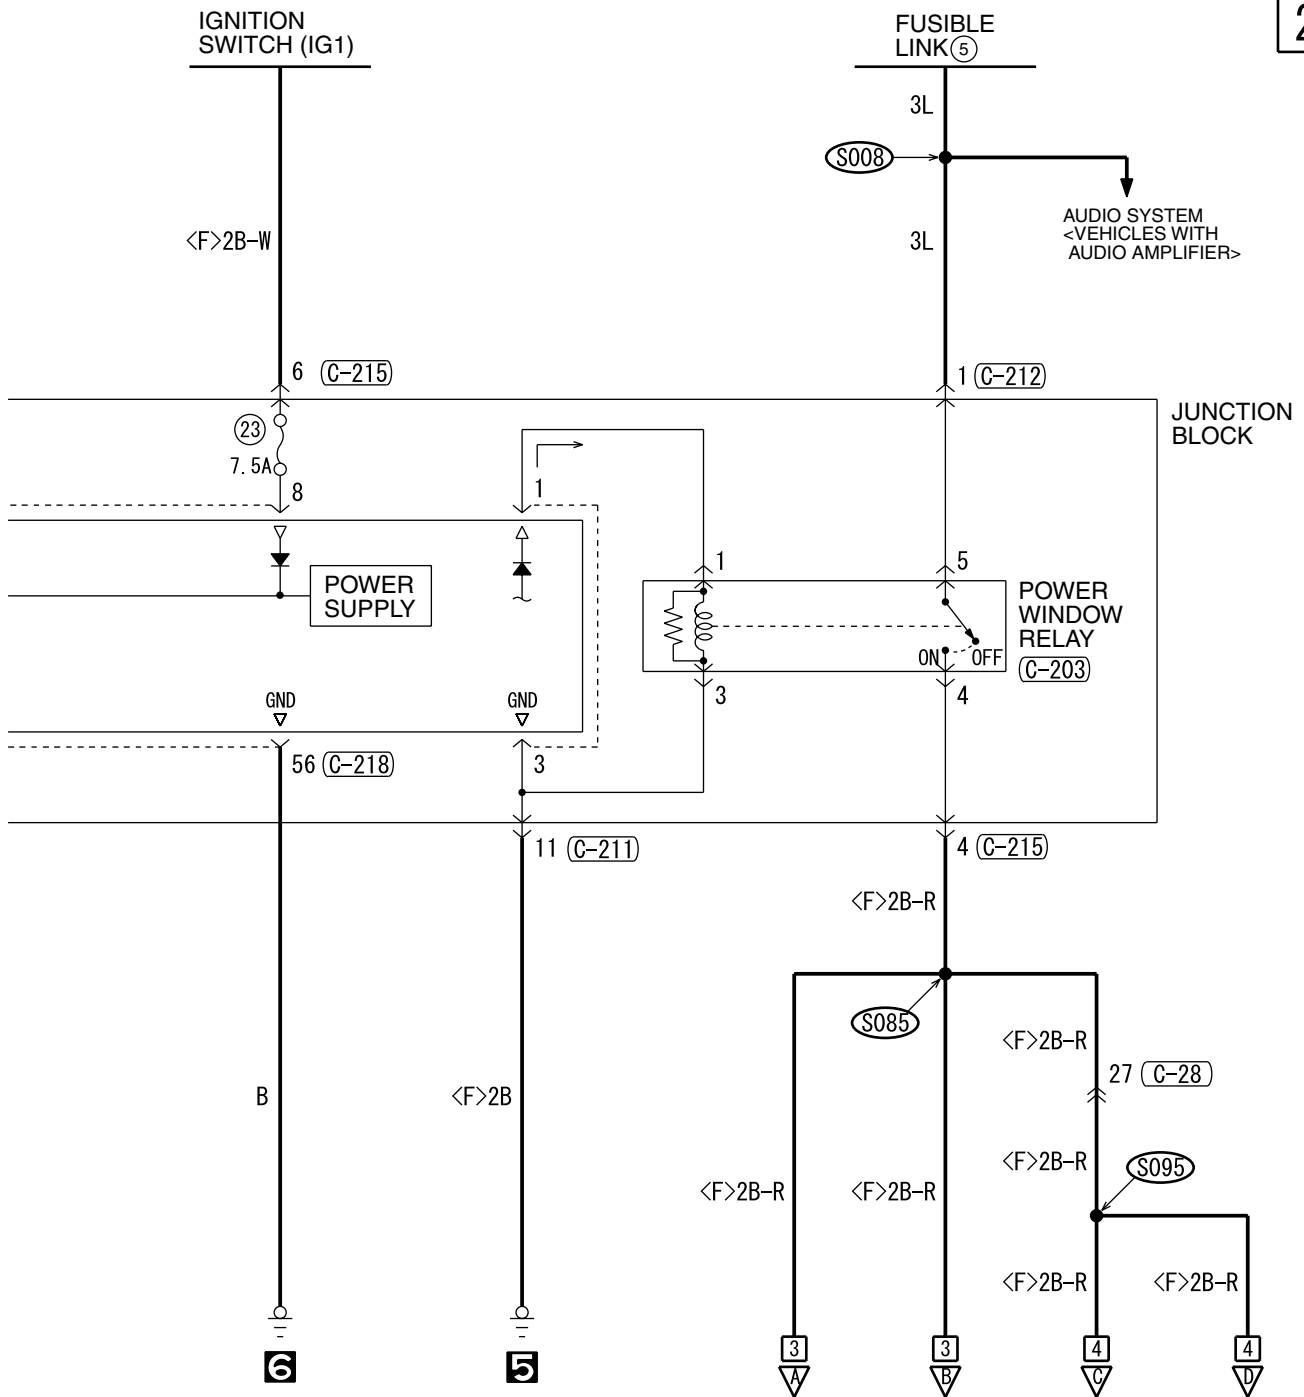 IGNITION
SWITCH (IG1)
FUSIBLE
LINK 5
3L
S008
AUDIO SYSTEM
<VEHICLES WITH
AUDIO AMPLIFIER>
<F>2B-W
3L
6 C-215
1 C-212
JUNCTION
BLOCK
23
7.5A
8
1
1
5
POWER
SUPPLY
POWER
WINDOW
RELAY
C-203
ON OFF
GND
GND
3
4
56 C-218
3
11 C-211
4 C-215
<F>2B-R
S085
<F>2B-R
27 C-28
B
<F>2B
<F>2B-R
S095
<F>2B-R
<F>2B-R
<F>2B-R
<F>2B-R
6
5
3
3
4
4
A
B
C
D